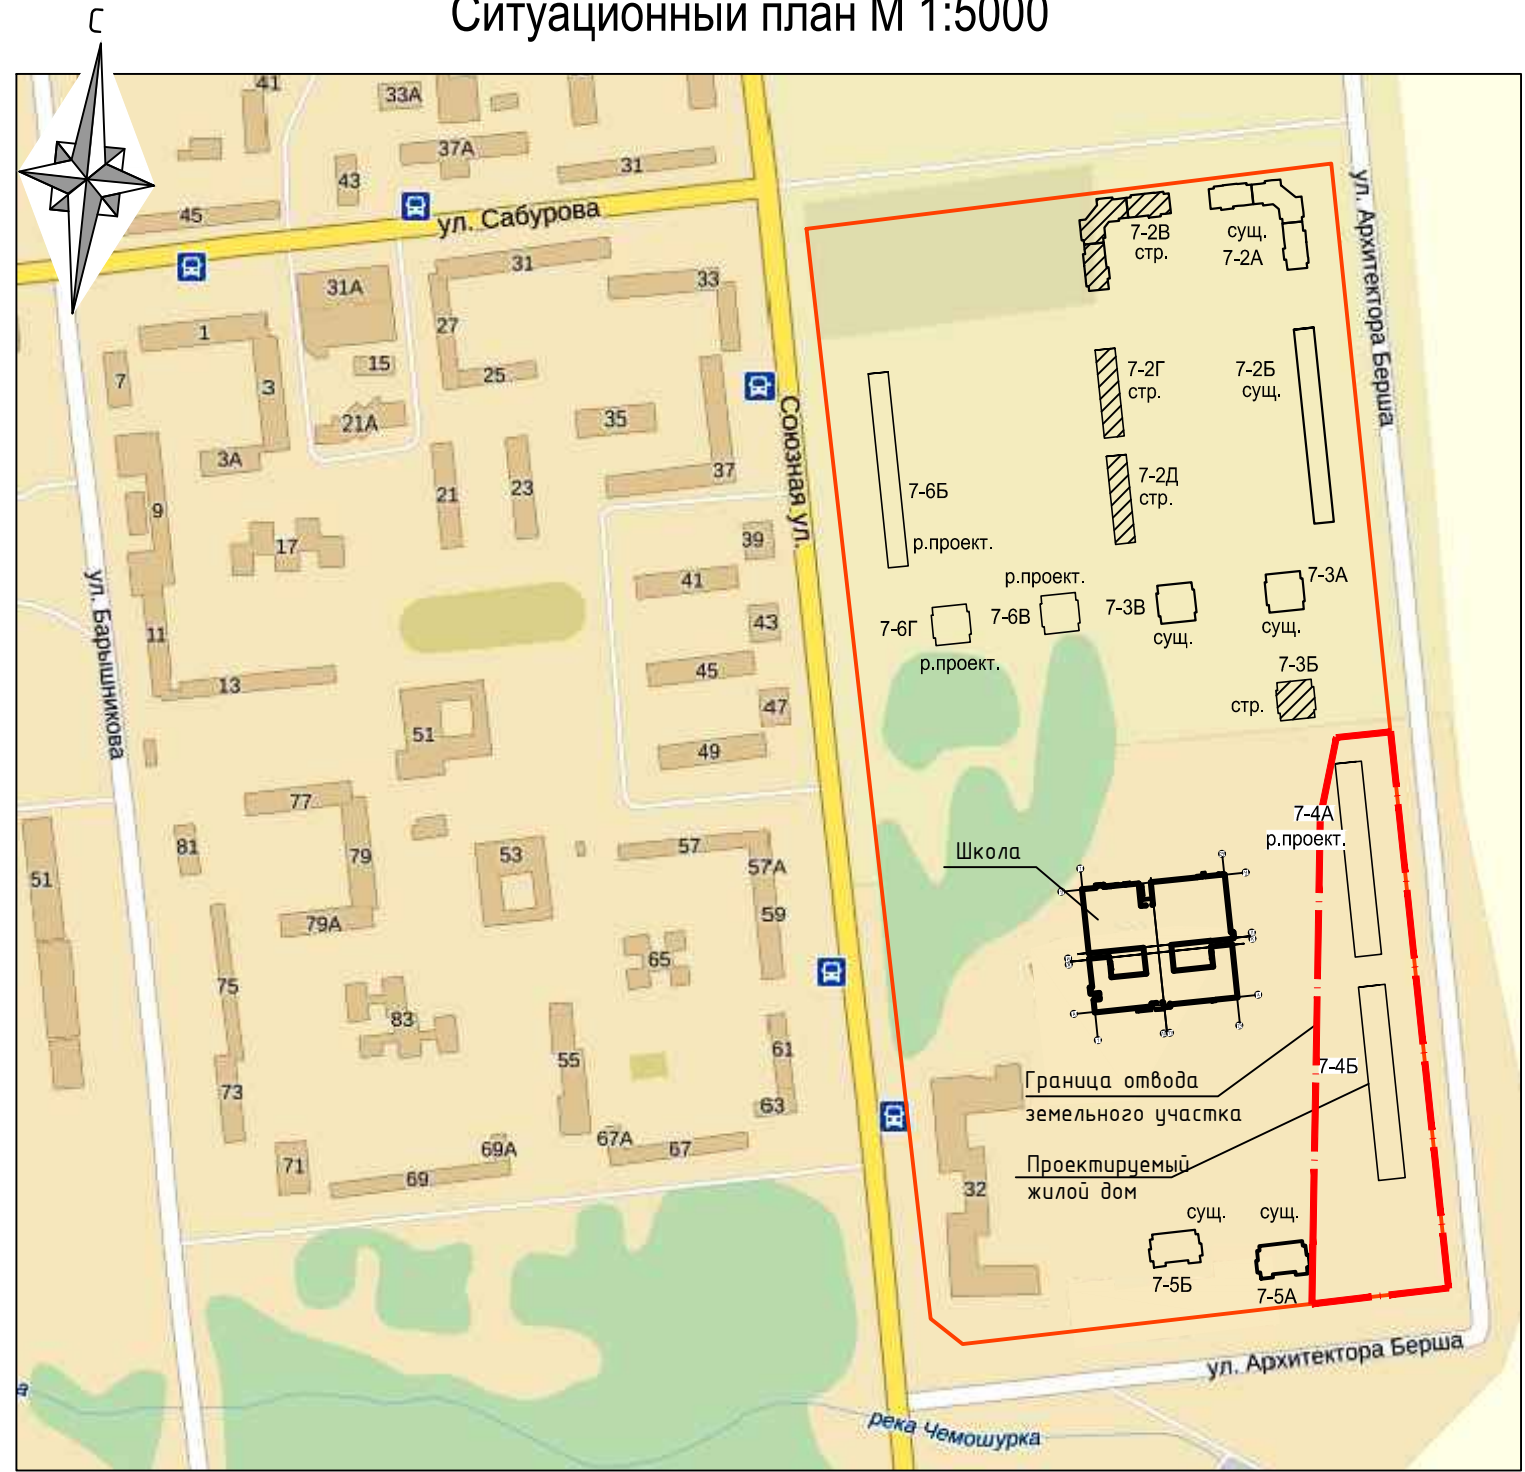 Ситуационный план М 1:5000
С
41
33А
37А
43
31
45
ул. Сабурова
31А
31
33
1
27
15
7
3
25
21А
35
3А
37
21
23
9
17
39
41
11
43
13
45
47
51
49
77
81
79
53
57
57А
51
79А
59
75
65
83
55
61
73
63
67А
69А
67
71
69
ул. Барышникова
Союзная ул.
ул. Архитектора Берша
7-2В
стр.
сущ.
7-2А
7-2Г
стр.
7-2Б
сущ.
7-2Д
стр.
7-6Б
р.проект.
р.проект.
7-6Г
7-6В
7-3В
7-3А
р.проект.
сущ.
сущ.
7-3Б
стр.
7-4А
р.проект.
Школа
7-4Б
Граница отвода
земельного участка
Проектируемый
жилой дом
32
сущ.
сущ.
7-5Б
7-5А
ул. Архитектора Берша
река Чемошурка
а